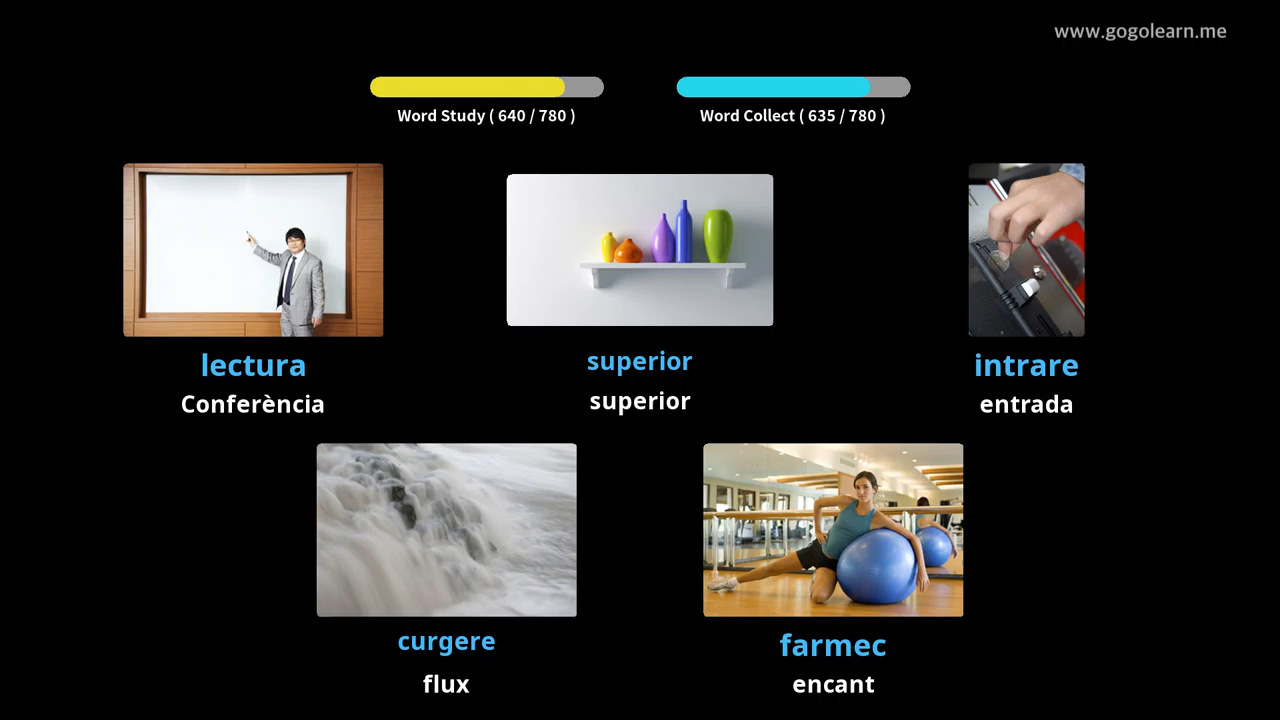 www.gogolearn.me
Word Study ( 640 / 780 )
Word Collect ( 635 / 780 )
lectura
Conferència
superior
superior
intrare
entrada
curgere
flux
farmec
encant